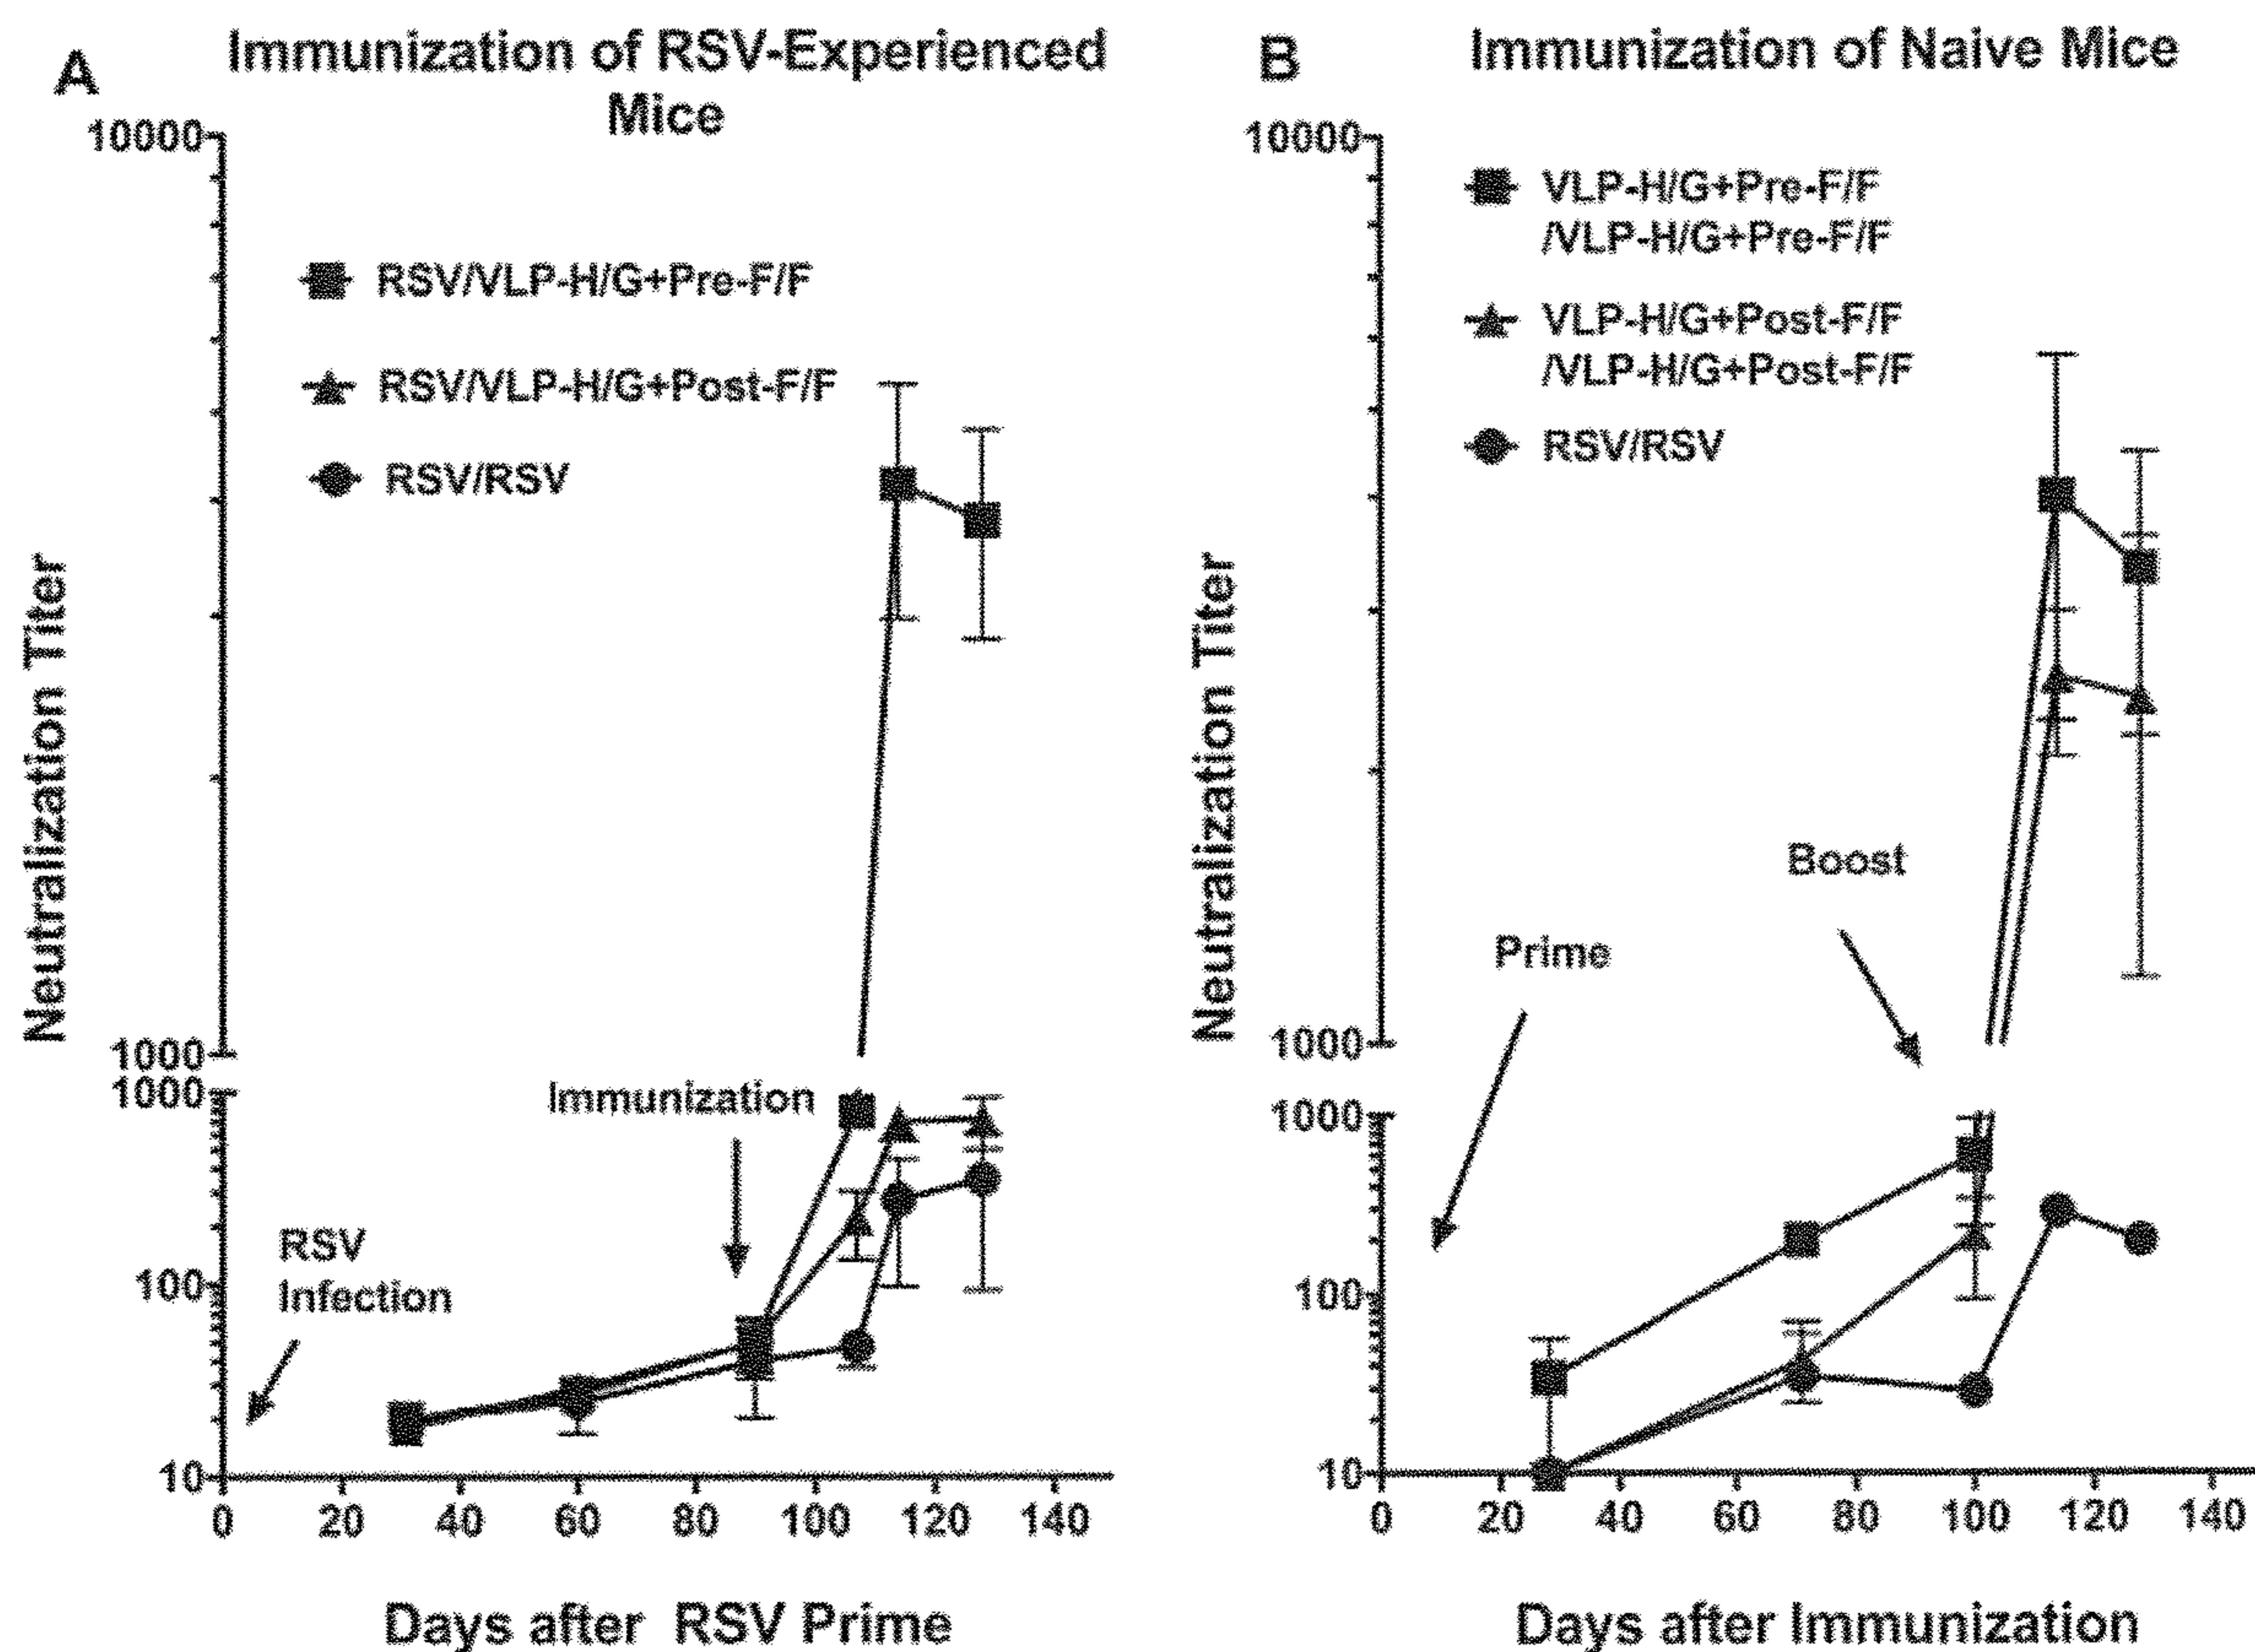 A
Immunization of RSV-Experienced
Mice
10000
RSV/VLP-H/G+Pre-F/F
RSV/VLP-H/G+Post-F/F
RSV/RSV
Neutralization Titer
1000
1000
Immunization
RSV
Infection
100
10
0 20 40 60 80 100 120 140
Days after RSV Prime
B
Immunization of Naive Mice
10000
VLP-H/G+Pre-F/F
/VLP-H/G+Pre-F/F
VLP-H/G+Post-F/F
/VLP-H/G+Post-F/F
RSV/RSV
Neutralization Titer
Boost
Prime
1000
1000
100
10
0 20 40 60 80 100 120 140
Days after Immunization